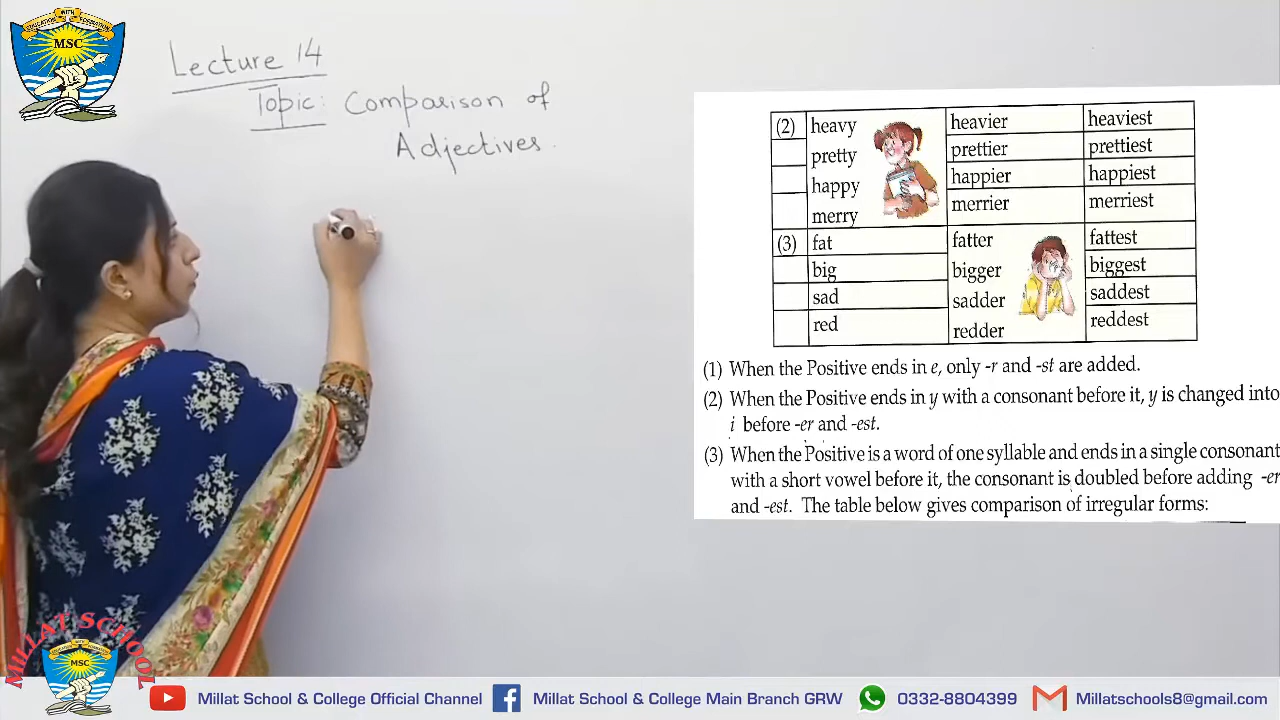 EDUCATION WITH FOUNDATION
MSC
Lecture 14
Topic: Comparison of
Adjectives.
(2) heavy heavier heaviest
pretty prettier prettiest
happy happier happiest
merry merrier merriest
(3) fat fatter fattest
big bigger biggest
sad sadder saddest
red redder reddest
(1) When the Positive ends in e, only -r and -st are added.
(2) When the Positive ends in y with a consonant before it, y is changed into
i before -er and -est.
(3) When the Positive is a word of one syllable and ends in a single consonant
with a short vowel before it, the consonant is doubled before adding -er
and -est. The table below gives comparison of irregular forms:
MILLAT SCHOOL
MSC
Millat School & College Official Channel
Millat School & College Main Branch GRW
0332-8804399
Millatschools8@gmail.com